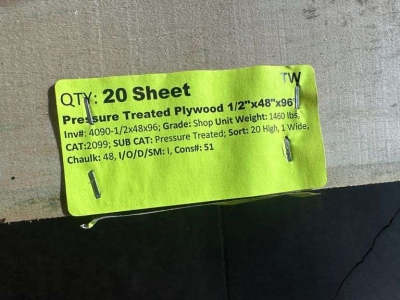 TW
QTY: 20 Sheet
Pressure Treated Plywood 1/2"x48"x96"
Inv#: 4090-1/2x48x96; Grade: Shop Unit Weight: 1460 lbs,
CAT:2099; SUB CAT: Pressure Treated; Sort: 20 High, 1 Wide,
Chaulk: 48, I/O/D/SM: I, Cons#: 51